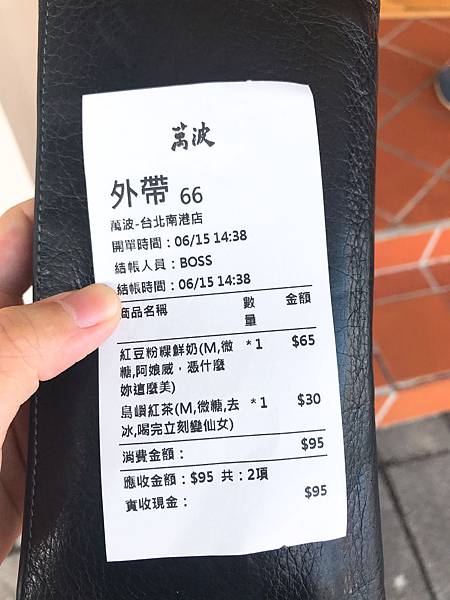 萬波
外帶 66
萬波-台北南港店
開單時間：06/15 14:38
結帳人員：BOSS
結帳時間：06/15 14:38
商品名稱 數量 金額
紅豆粉粿鮮奶(M,微 *1 $65
糖,阿娘威，憑什麼
妳這麼美)
島嶼紅茶(M,微糖,去 *1 $30
冰,喝完立刻變仙女)
消費金額： $95
應收金額：$95 共：2項
實收現金： $95